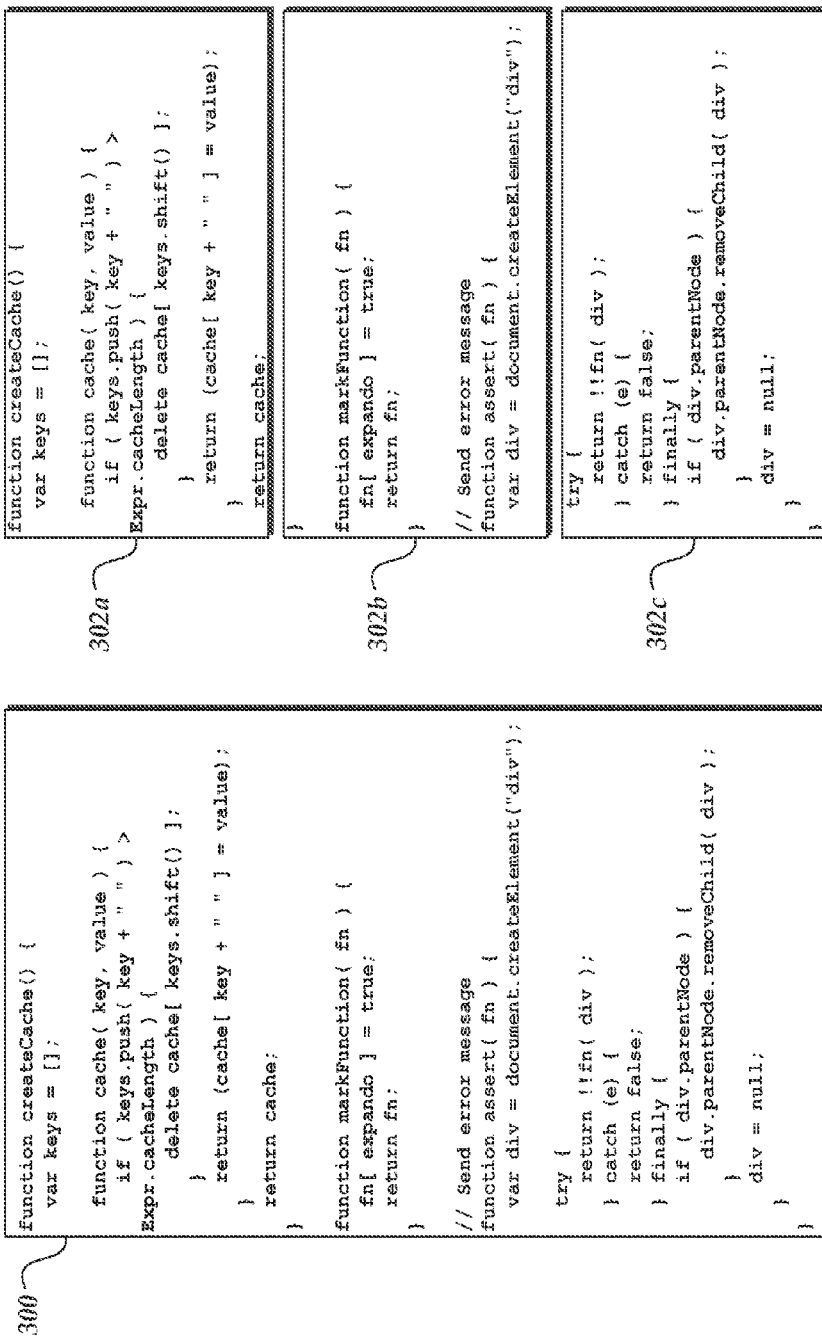 300
function createCache() {
var keys = [];
function cache( key, value ) {
if ( keys.push( key + " " ) >
Expr.cacheLength ) {
delete cache[ keys.shift() ];
}
return (cache[ key + " " ] = value);
}
return cache;
}
function markFunction( fn ) {
fn[ expando ] = true;
return fn;
}
// Send error message
function assert( fn ) {
var div = document.createElement("div");
try {
return !!fn( div );
} catch (e) {
return false;
} finally {
if ( div.parentNode ) {
div.parentNode.removeChild( div );
}
div = null;
}
}
302a
function createCache() {
var keys = [];
function cache( key, value ) {
if ( keys.push( key + " " ) >
Expr.cacheLength ) {
delete cache[ keys.shift() ];
}
return (cache[ key + " " ] = value);
}
return cache;
302b
}
function markFunction( fn ) {
fn[ expando ] = true;
return fn;
}
// Send error message
function assert( fn ) {
var div = document.createElement("div");
302c
try {
return !!fn( div );
} catch (e) {
return false;
} finally {
if ( div.parentNode ) {
div.parentNode.removeChild( div );
}
div = null;
}
}